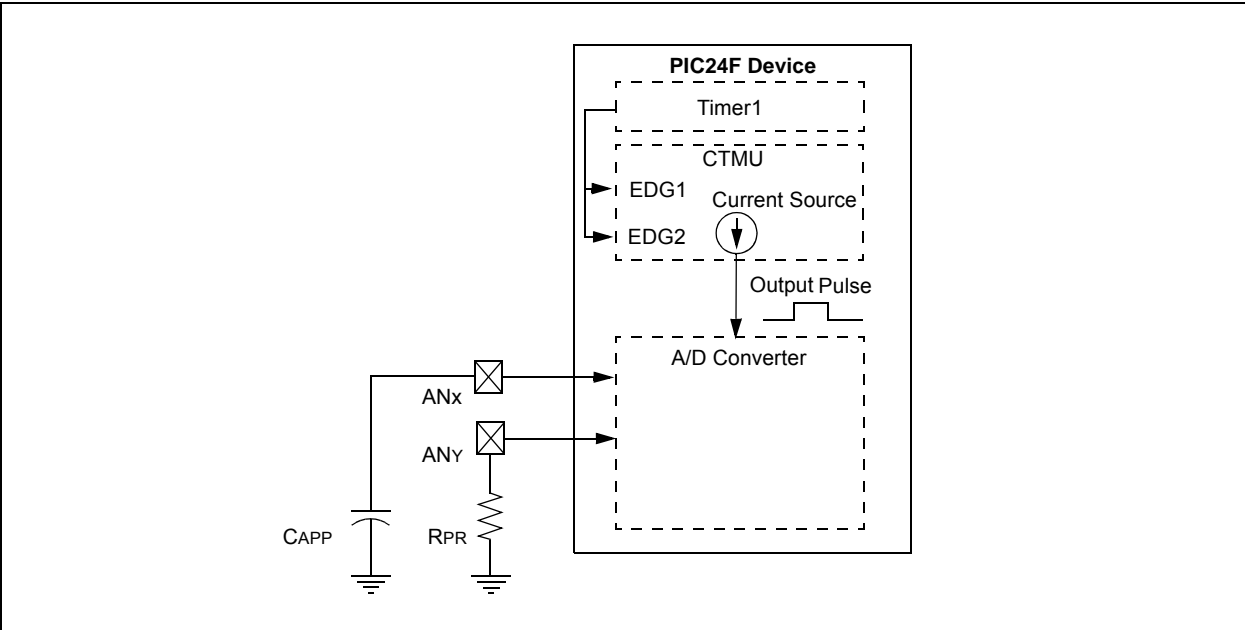 PIC24F Device
Timer1
CTMU
EDG1
Current Source
EDG2
Output Pulse
A/D Converter
ANx
ANY
CAPP
RPR